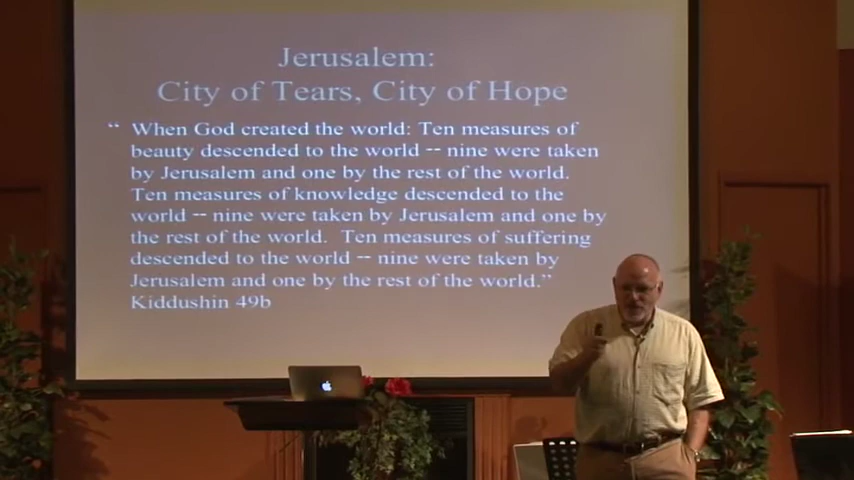 Jerusalem:
City of Tears, City of Hope
“ When God created the world: Ten measures of
beauty descended to the world -- nine were taken
by Jerusalem and one by the rest of the world.
Ten measures of knowledge descended to the
world -- nine were taken by Jerusalem and one by
the rest of the world. Ten measures of suffering
descended to the world -- nine were taken by
Jerusalem and one by the rest of the world.”
Kiddushin 49b